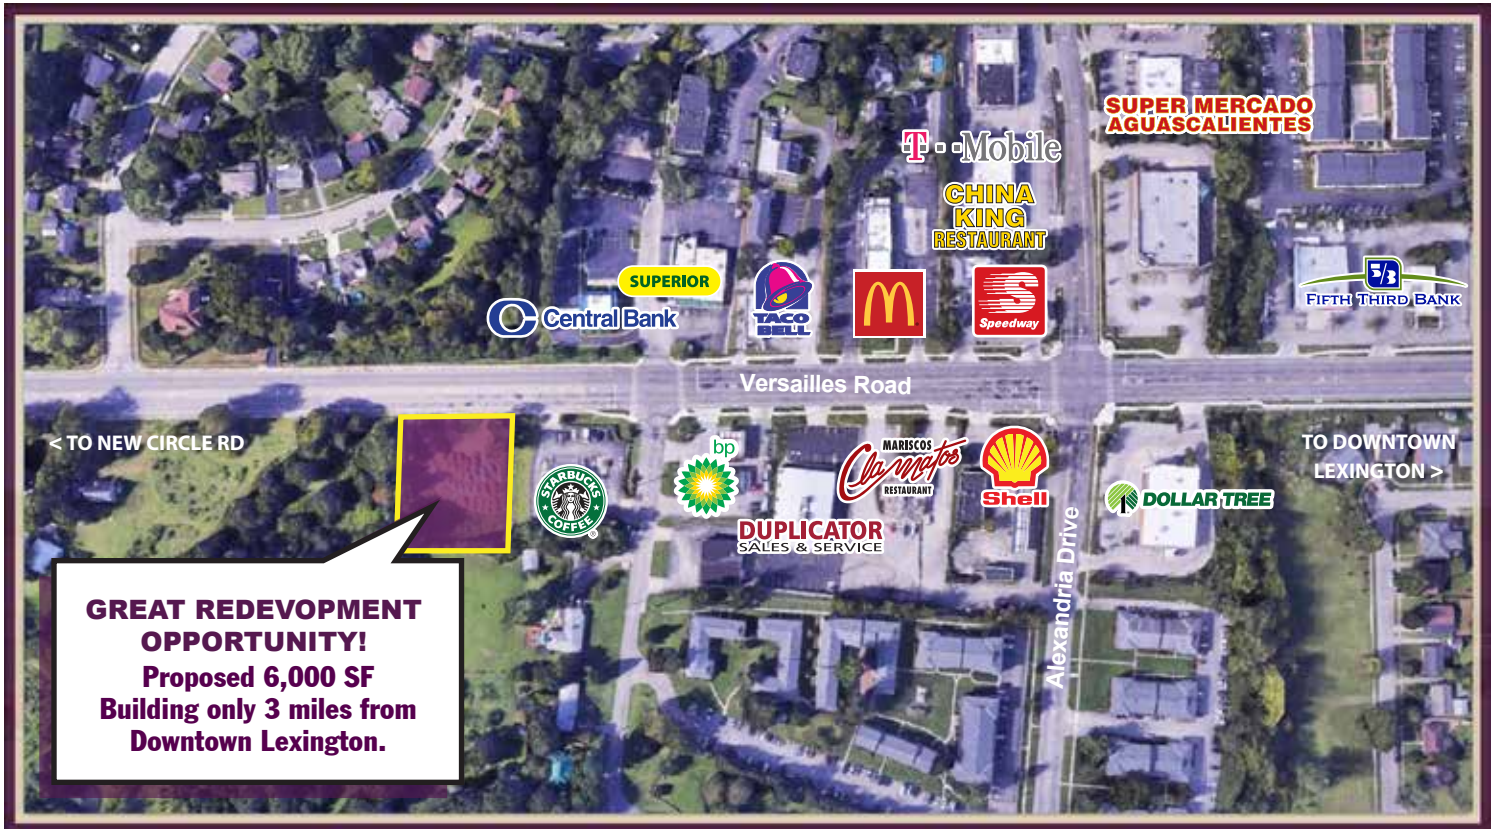 SUPER MERCADO
AGUASCALIENTES
T-Mobile
CHINA
KING
RESTAURANT
SUPERIOR
Central Bank
TACO
BELL
Speedway
5/3
FIFTH THIRD BANK
Versailles Road
< TO NEW CIRCLE RD
TO DOWNTOWN
LEXINGTON >
STARBUCKS
COFFEE
®
bp
MARISCOS
Clamatos
RESTAURANT
Shell
DOLLAR TREE
DUPLICATOR
SALES & SERVICE
Alexandria Drive
GREAT REDEVOPMENT
OPPORTUNITY!
Proposed 6,000 SF
Building only 3 miles from
Downtown Lexington.